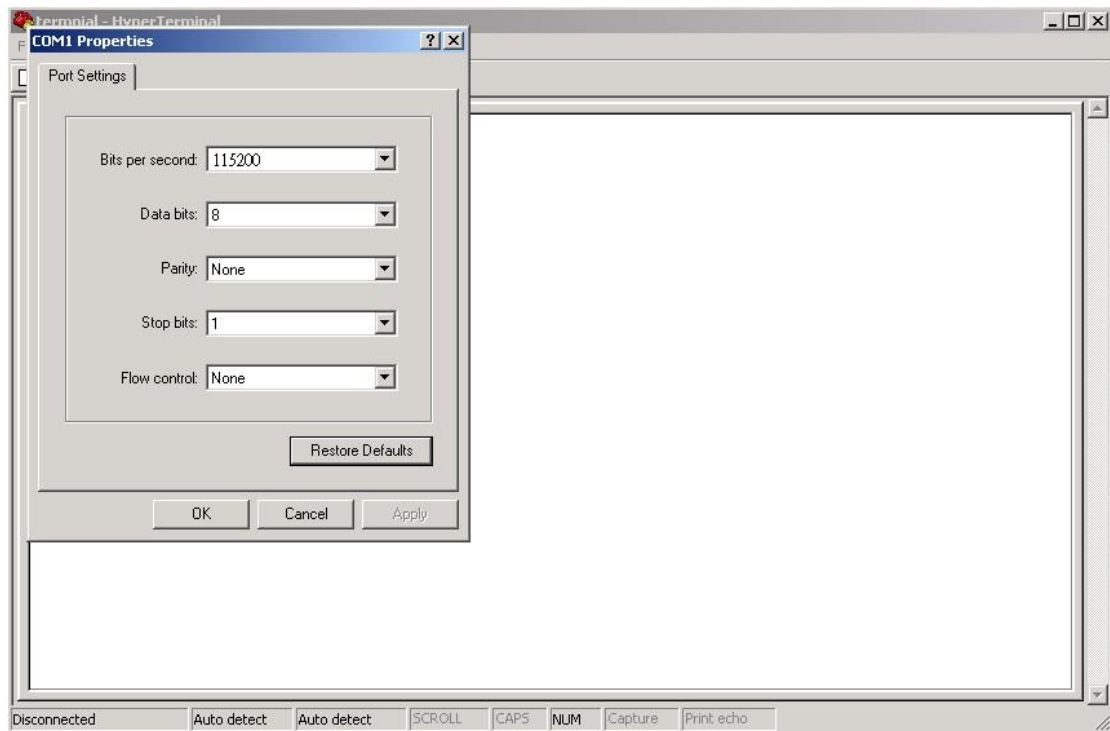 termpial - HyperTerminal
COM1 Properties
F
Port Settings
Bits per second: 115200
Data bits: 8
Parity: None
Stop bits: 1
Flow control: None
Restore Defaults
OK Cancel Apply
Disconnected Auto detect Auto detect SCROLL CAPS NUM Capture Print echo